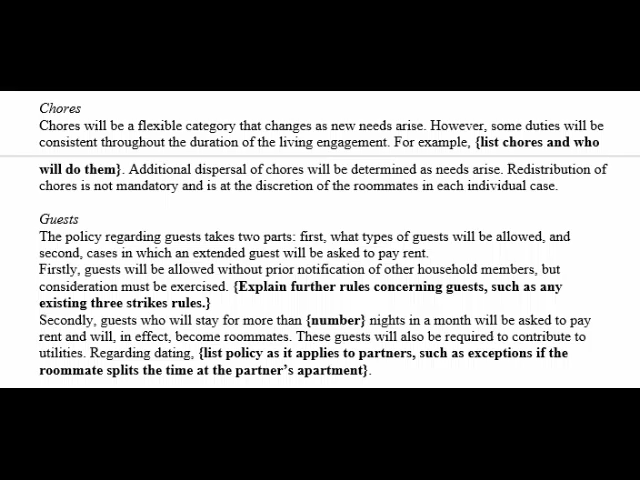 Chores
Chores will be a flexible category that changes as new needs arise. However, some duties will be
consistent throughout the duration of the living engagement. For example, {list chores and who
will do them}. Additional dispersal of chores will be determined as needs arise. Redistribution of
chores is not mandatory and is at the discretion of the roommates in each individual case.
Guests
The policy regarding guests takes two parts: first, what types of guests will be allowed, and
second, cases in which an extended guest will be asked to pay rent.
Firstly, guests will be allowed without prior notification of other household members, but
consideration must be exercised. {Explain further rules concerning guests, such as any
existing three strikes rules.}
Secondly, guests who will stay for more than {number} nights in a month will be asked to pay
rent and will, in effect, become roommates. These guests will also be required to contribute to
utilities. Regarding dating, {list policy as it applies to partners, such as exceptions if the
roommate splits the time at the partner’s apartment}.